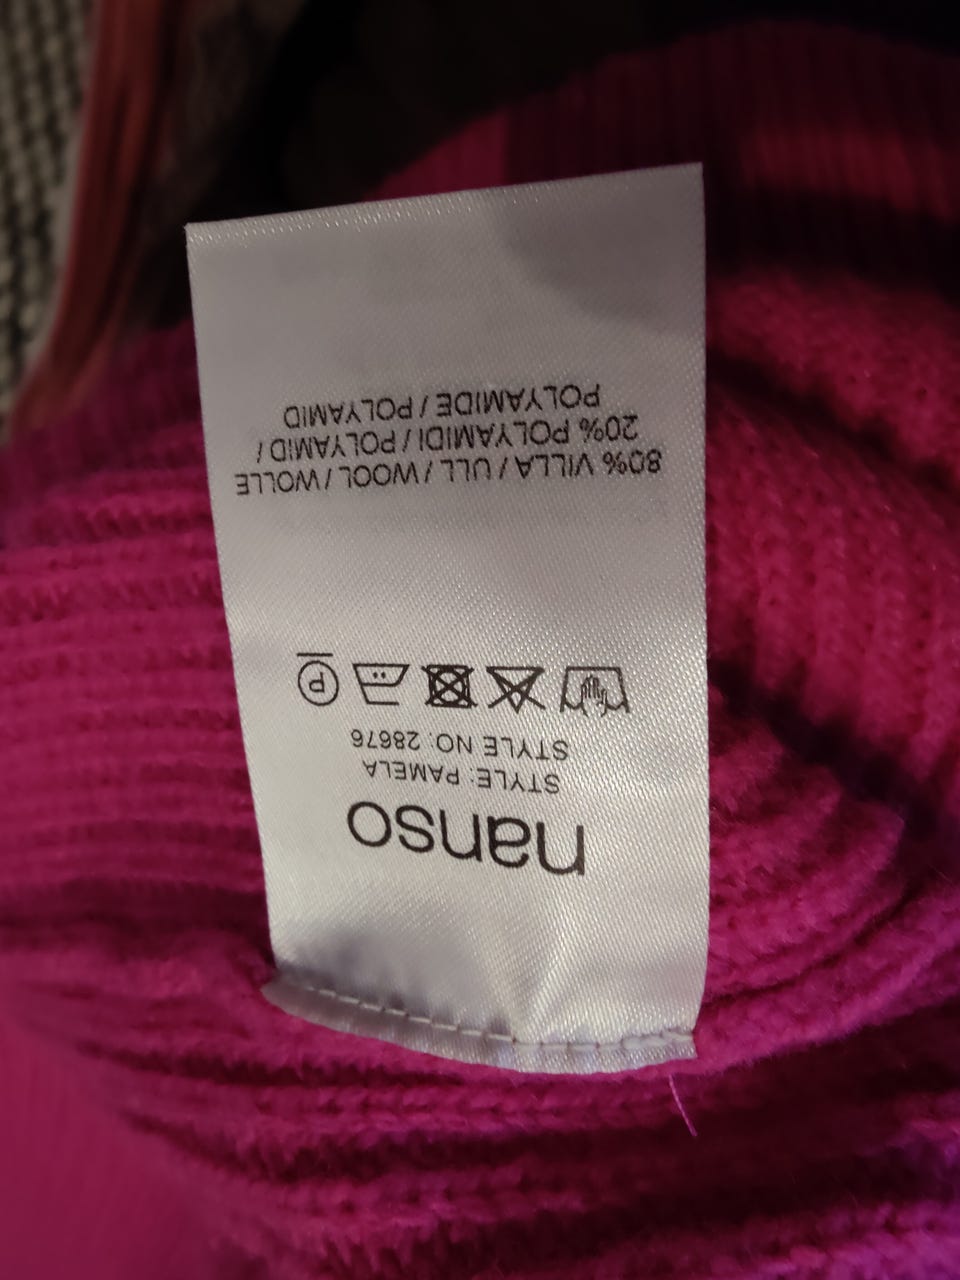 nanso
STYLE: PAMELA
STYLE NO: 28676
P
80% VILLA / ULL / WOOL / WOLLE
20% POLYAMIDI / POLYAMID /
POLYAMIDE / POLYAMID